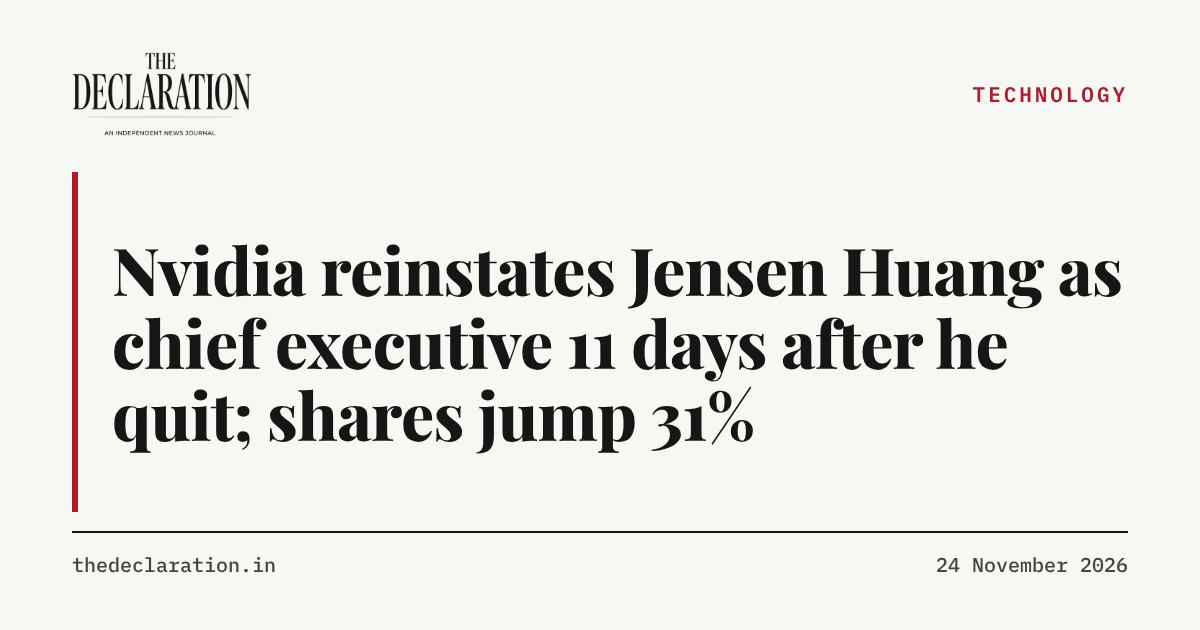 THE
DECLARATION
AN INDEPENDENT NEWS JOURNAL
TECHNOLOGY
Nvidia reinstates Jensen Huang as
chief executive 11 days after he
quit; shares jump 31%
thedeclaration.in
24 November 2026